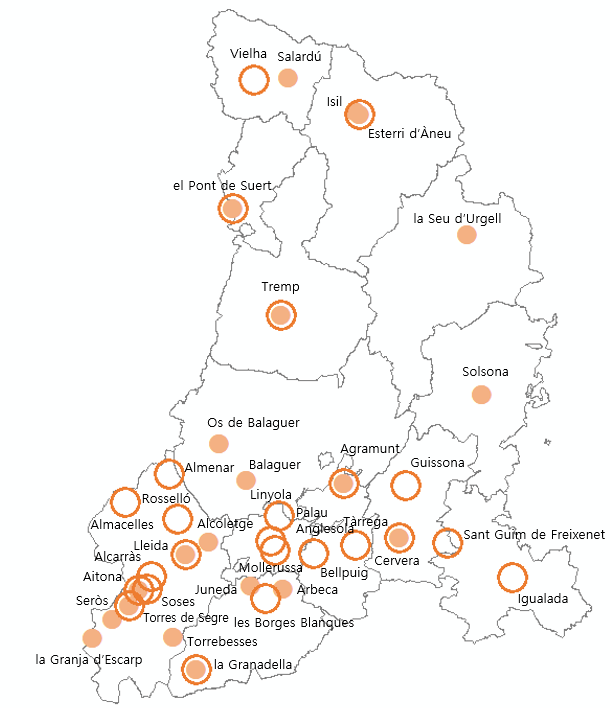 Vielha
Salardú
Isil
Esterri d’Àneu
el Pont de Suert
la Seu d’Urgell
Tremp
Solsona
Os de Balaguer
Agramunt
Almenar
Balaguer
Guissona
Rosselló
Linyola
Almacelles
Palau
Alcoletge
Anglesola
Tàrrega
Sant Guim de Freixenet
Lleida
Alcarràs
Cervera
Mollerussa
Bellpuig
Aitona
Juneda
Arbeca
Igualada
Seròs
Soses
Torres de Segre
les Borges Blanques
Torrebesses
la Granja d’Escarp
la Granadella